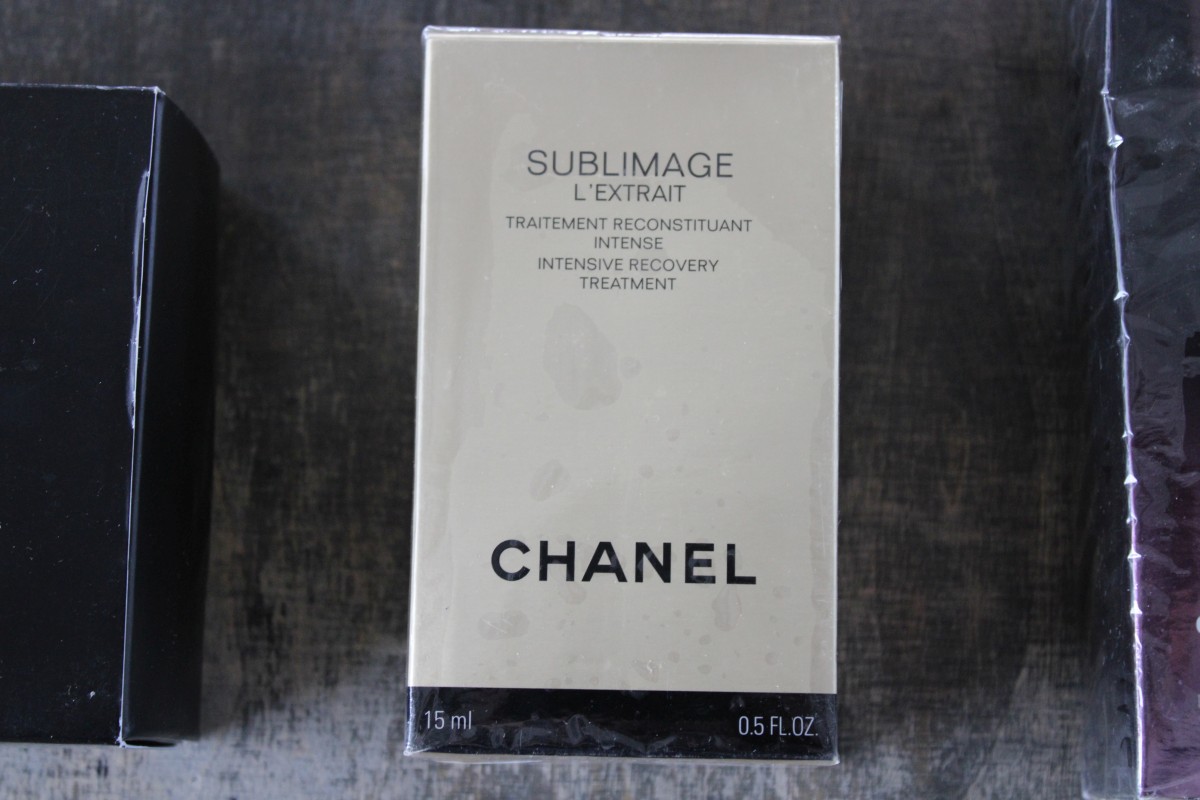 SUBLIMAGE
L'EXTRAIT
TRAITEMENT RECONSTITUANT
INTENSE
INTENSIVE RECOVERY
TREATMENT
CHANEL
15 ml 0.5 FL.OZ.